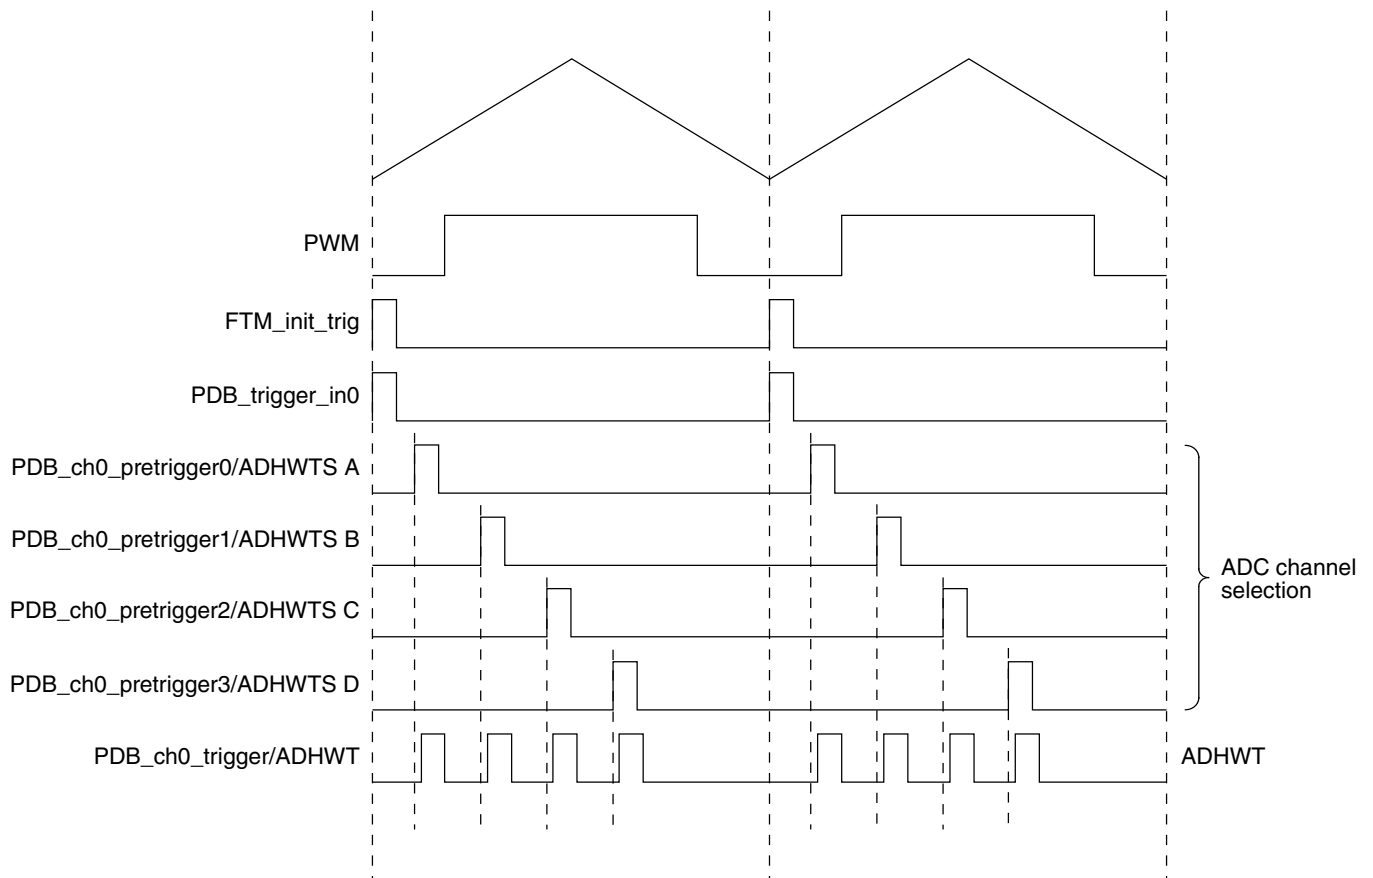 PWM
FTM_init_trig
PDB_trigger_in0
PDB_ch0_pretrigger0/ADHWTS A
PDB_ch0_pretrigger1/ADHWTS B
PDB_ch0_pretrigger2/ADHWTS C
PDB_ch0_pretrigger3/ADHWTS D
ADC channel
selection
PDB_ch0_trigger/ADHWT
ADHWT